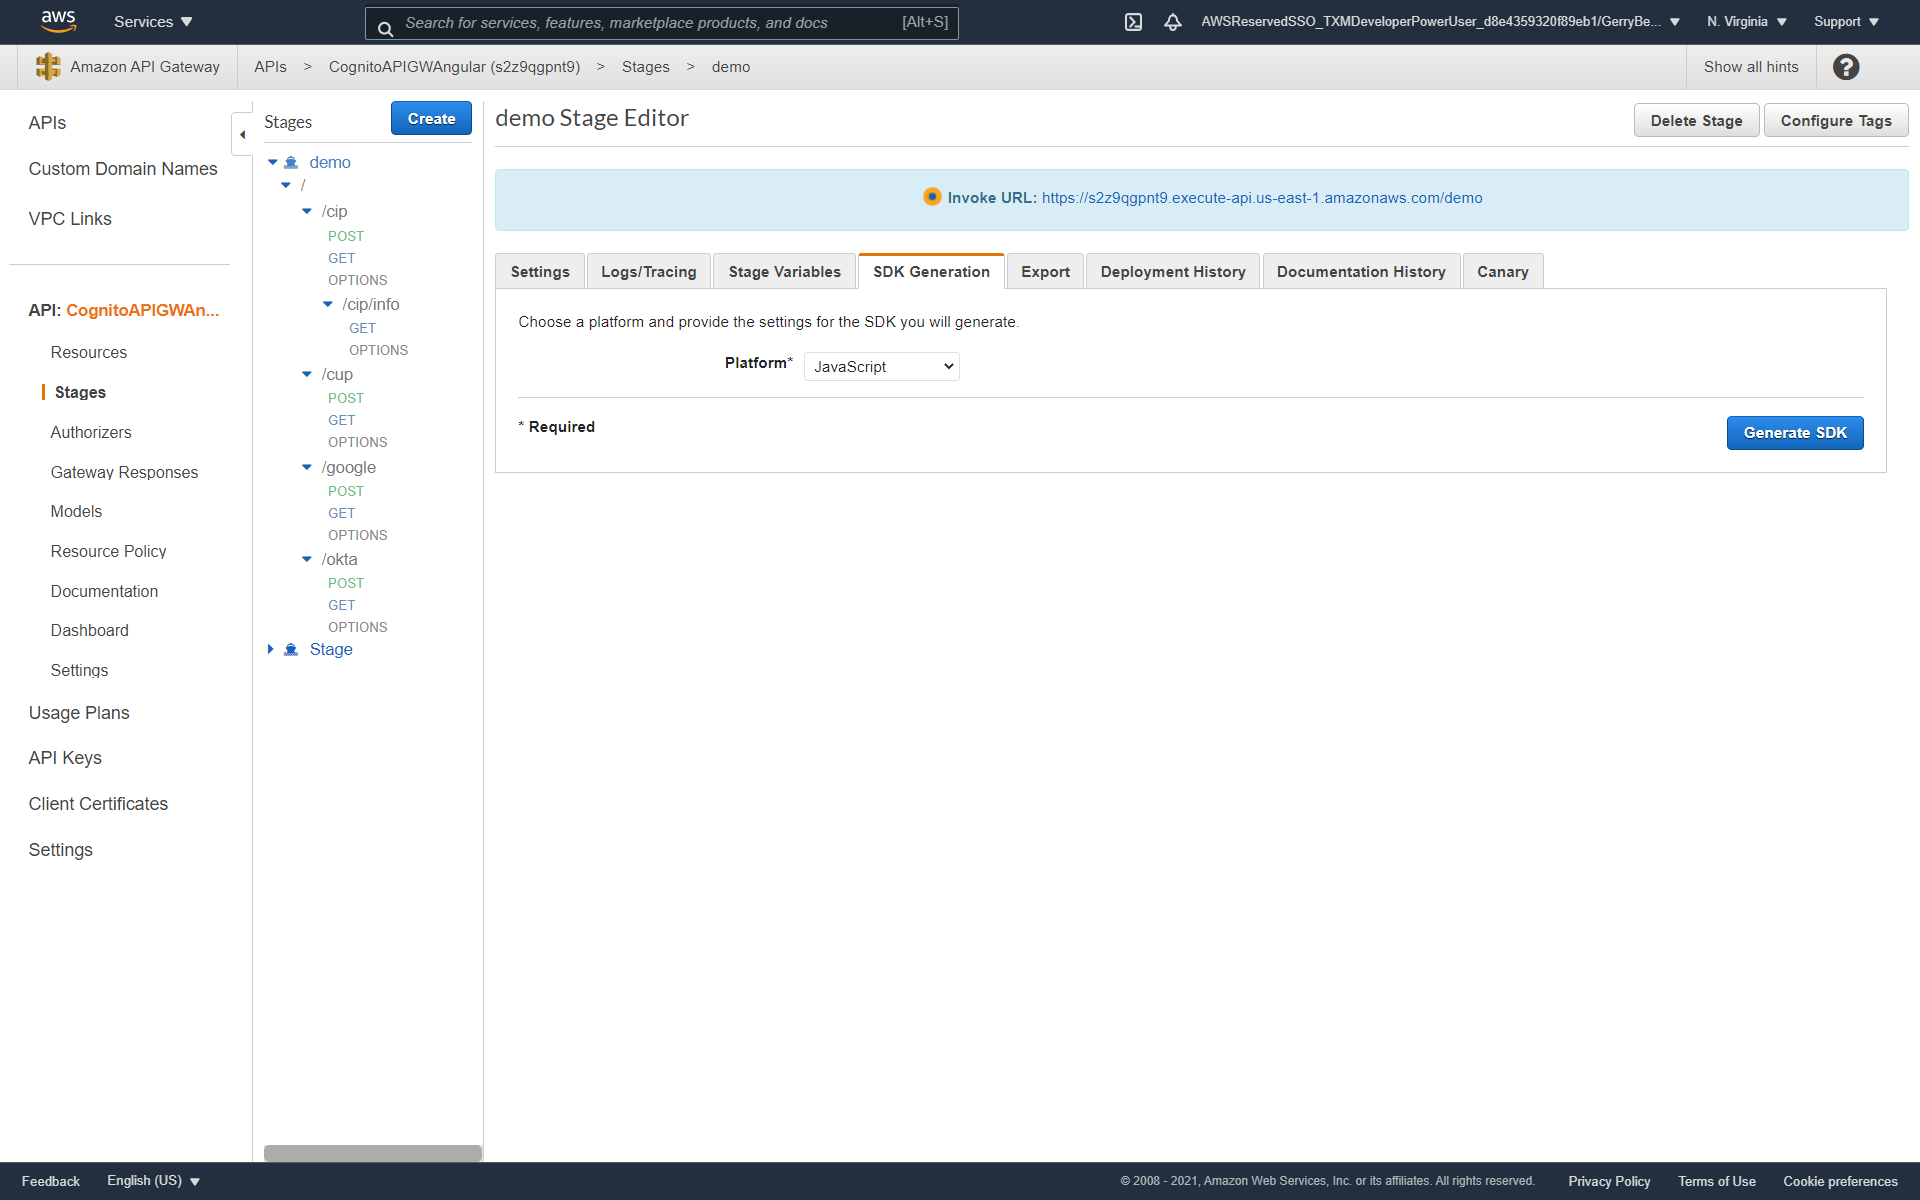 aws Services Search for services, features, marketplace products, and docs [Alt+S] AWSReservedSSO_TXMDeveloperPowerUser_d8e4359320f89eb1/GerryBe... N. Virginia Support
Amazon API Gateway APIs > CognitoAPIGWAngular (s2z9qgpnt9) > Stages > demo Show all hints ?
APIs
Custom Domain Names
VPC Links
API: CognitoAPIGWAn...
Resources
Stages
Authorizers
Gateway Responses
Models
Resource Policy
Documentation
Dashboard
Settings
Usage Plans
API Keys
Client Certificates
Settings
Stages Create
demo
/
/cip
POST
GET
OPTIONS
/cip/info
GET
OPTIONS
/cup
POST
GET
OPTIONS
/google
POST
GET
OPTIONS
/okta
POST
GET
OPTIONS
Stage
demo Stage Editor Delete Stage Configure Tags
Invoke URL: https://s2z9qgpnt9.execute-api.us-east-1.amazonaws.com/demo
Settings Logs/Tracing Stage Variables SDK Generation Export Deployment History Documentation History Canary
Choose a platform and provide the settings for the SDK you will generate.
Platform* JavaScript
* Required Generate SDK
Feedback English (US) © 2008 - 2021, Amazon Web Services, Inc. or its affiliates. All rights reserved. Privacy Policy Terms of Use Cookie preferences